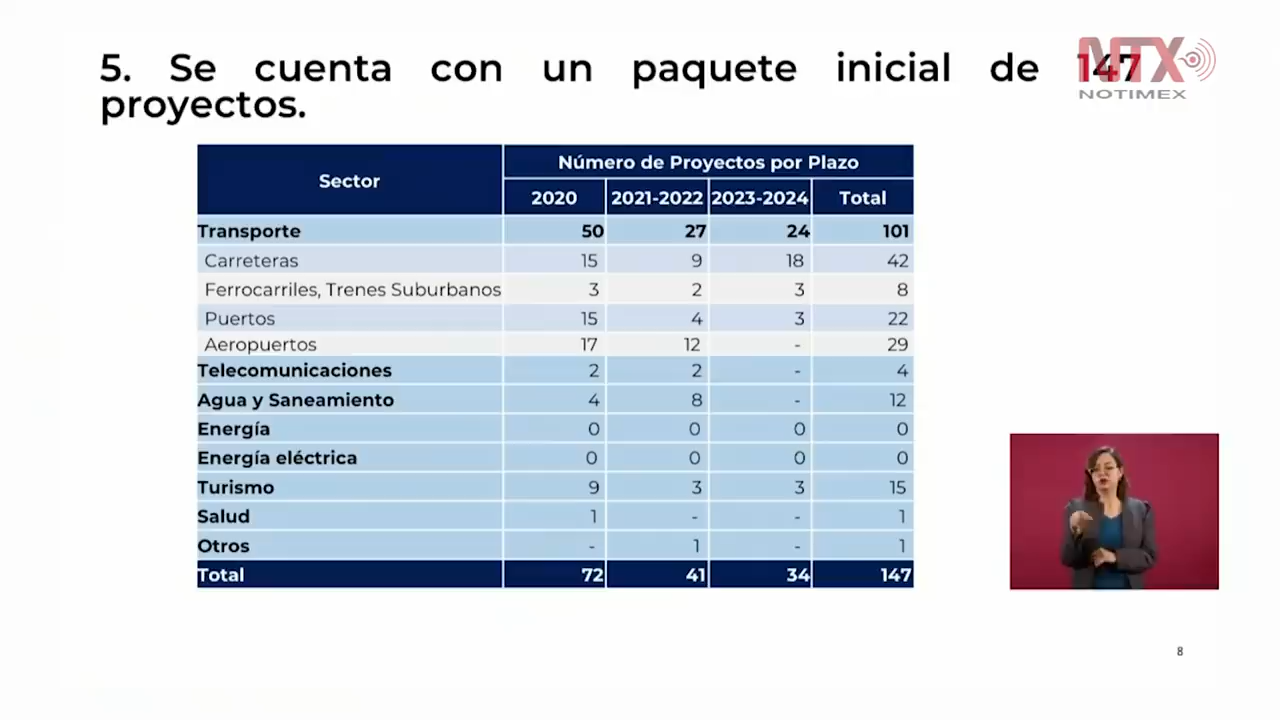 5. Se cuenta con un paquete inicial de 147
proyectos.
NTX
NOTIMEX
Sector
Número de Proyectos por Plazo
2020 2021-2022 2023-2024 Total
Transporte 50 27 24 101
Carreteras 15 9 18 42
Ferrocarriles, Trenes Suburbanos 3 2 3 8
Puertos 15 4 3 22
Aeropuertos 17 12 - 29
Telecomunicaciones 2 2 - 4
Agua y Saneamiento 4 8 - 12
Energía 0 0 0 0
Energía eléctrica 0 0 0 0
Turismo 9 3 3 15
Salud 1 - - 1
Otros - 1 - 1
Total 72 41 34 147
8